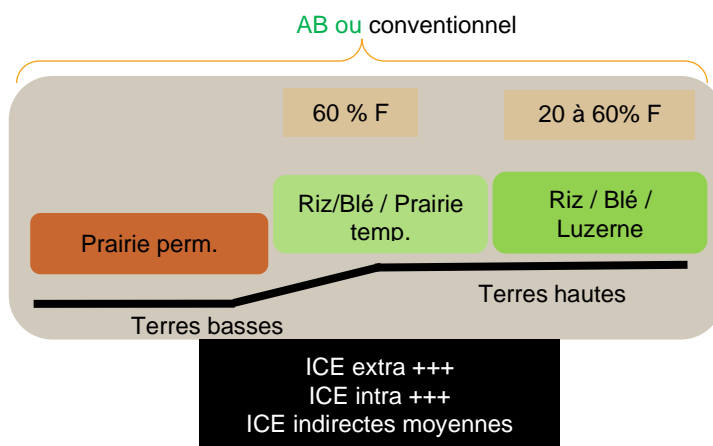 AB ou conventionnel
60 % F
20 à 60% F
Prairie perm.
Riz/Blé / Prairie
temp.
Riz / Blé /
Luzerne
Terres basses
Terres hautes
ICE extra +++
ICE intra +++
ICE indirectes moyennes